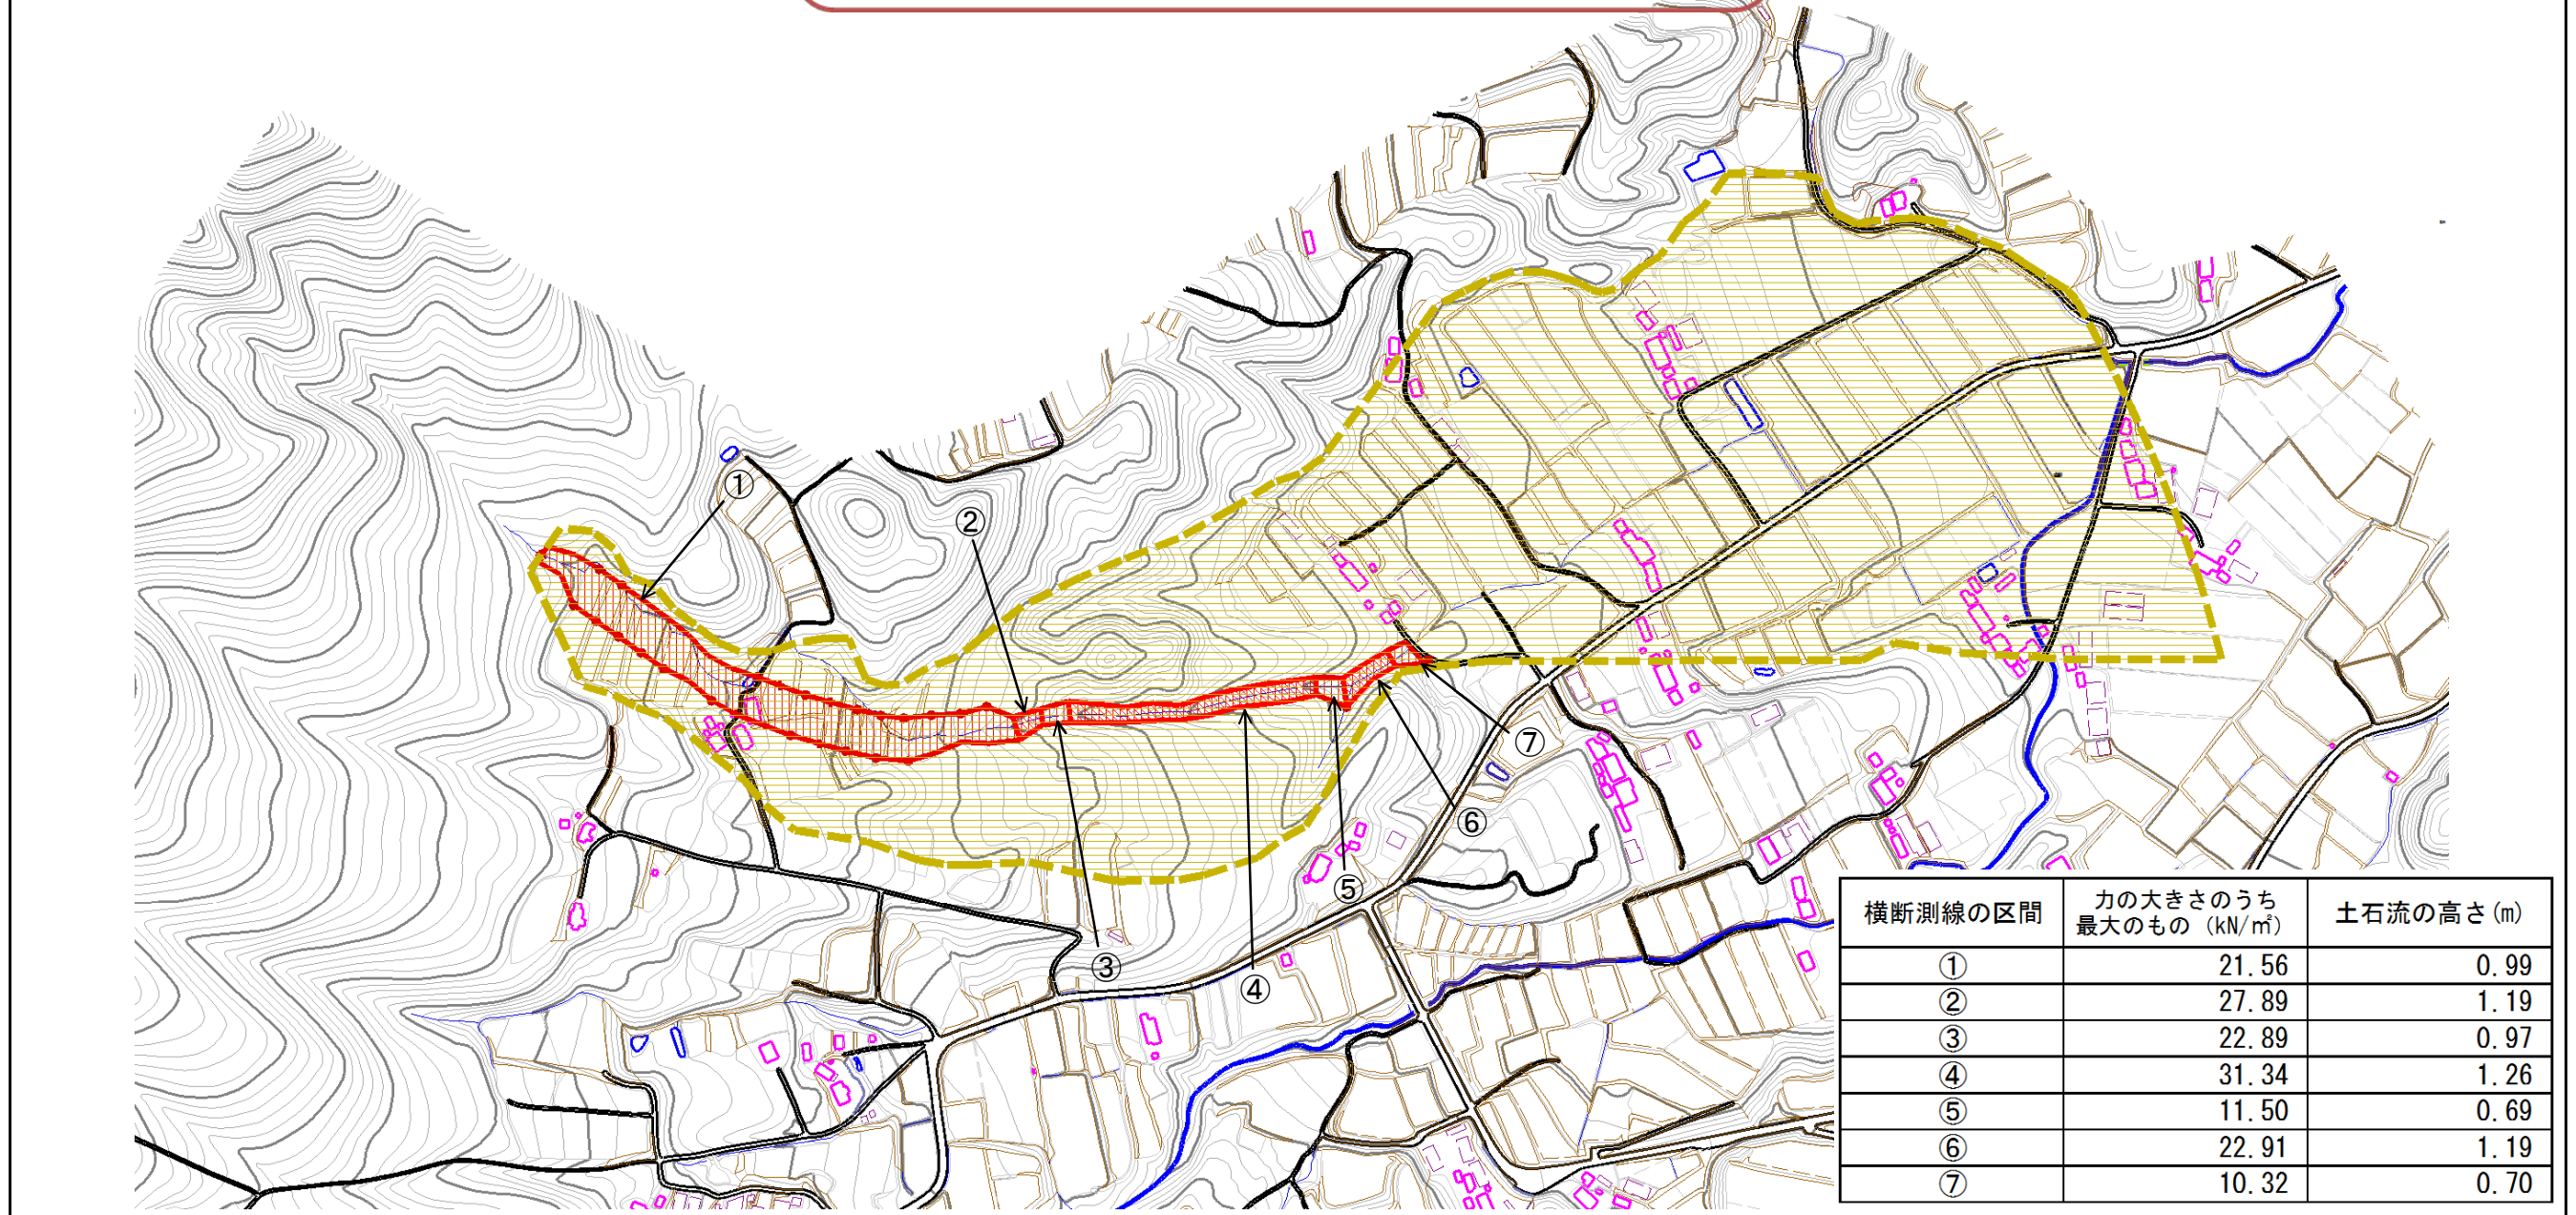 ①
②
③
④
⑤
⑥
⑦
横断測線の区間 力の大きさのうち 最大のもの (kN/㎡) 土石流の高さ(m)
① 21.56 0.99
② 27.89 1.19
③ 22.89 0.97
④ 31.34 1.26
⑤ 11.50 0.69
⑥ 22.91 1.19
⑦ 10.32 0.70